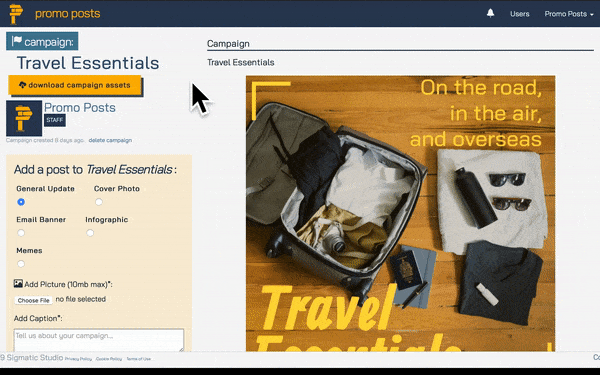 promo posts
Users
Promo Posts
campaign:
Travel Essentials
download campaign assets
Promo Posts
STAFF
Campaign created 8 days ago.
delete campaign
Add a post to Travel Essentials :
General Update
Cover Photo
Email Banner
Infographic
Memes
Add Picture (10mb max)*:
Choose File no file selected
Add Caption*:
Tell us about your campaign...
Campaign
Travel Essentials
On the road,
in the air,
and overseas
Travel
Essentials
9 Sigmatic Studio Privacy Policy Cookie Policy Terms of Use
Co